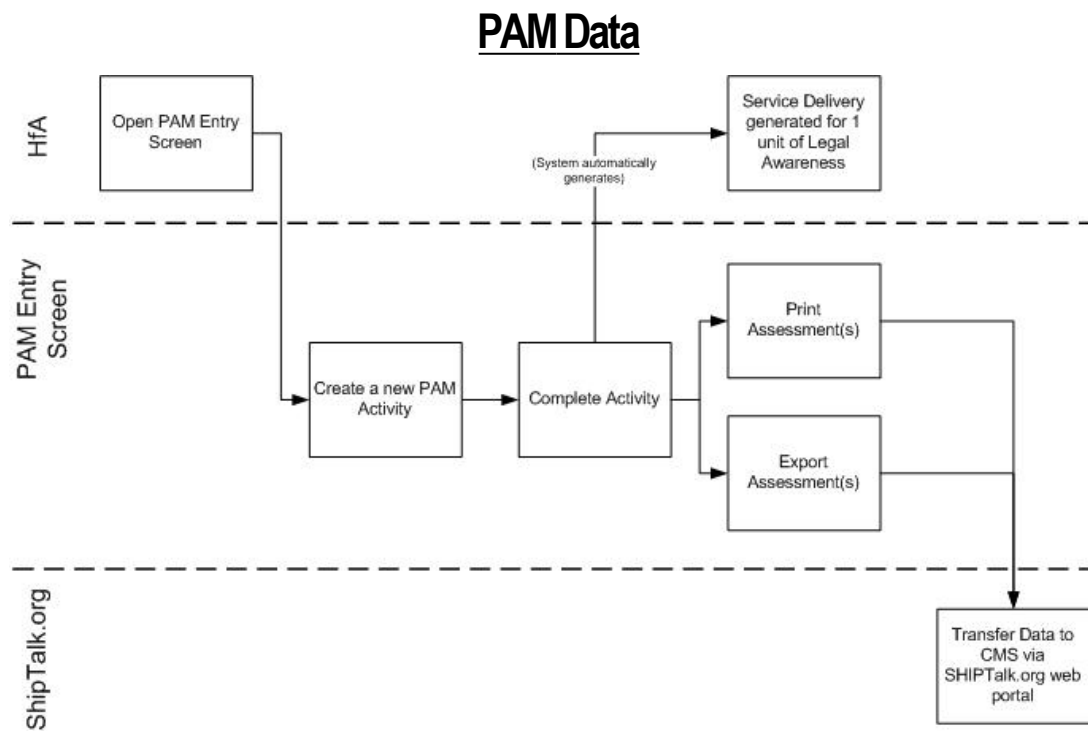 PAM Data
HfA
Open PAM Entry
Screen
(System automatically
generates)
Service Delivery
generated for 1
unit of Legal
Awareness
PAM Entry
Screen
Create a new PAM
Activity
Complete Activity
Print
Assessment(s)
Export
Assessment(s)
ShipTalk.org
Transfer Data to
CMS via
SHIPTalk.org web
portal